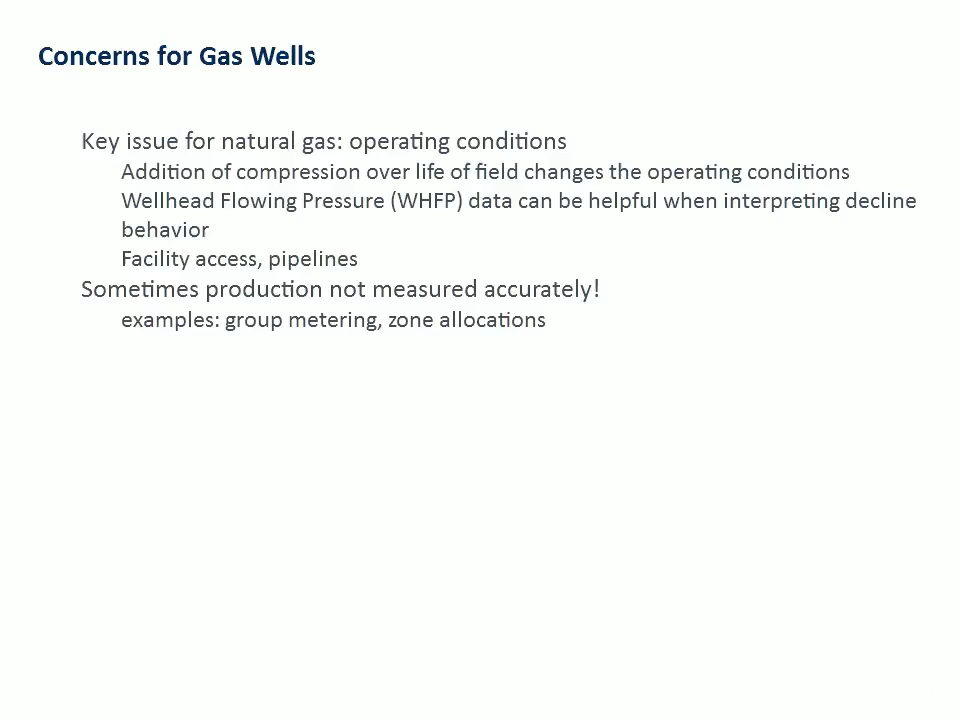 Concerns for Gas Wells
Key issue for natural gas: operating conditions
Addition of compression over life of field changes the operating conditions
Wellhead Flowing Pressure (WHFP) data can be helpful when interpreting decline
behavior
Facility access, pipelines
Sometimes production not measured accurately!
examples: group metering, zone allocations